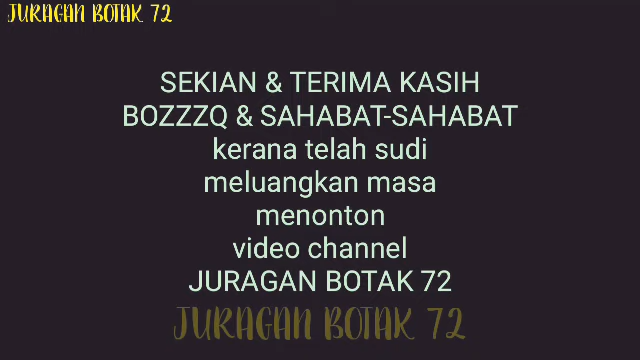 JURAGAN BOTAK 72
SEKIAN & TERIMA KASIH
BOZZZQ & SAHABAT-SAHABAT
kerana telah sudi
meluangkan masa
menonton
video channel
JURAGAN BOTAK 72
JURAGAN BOTAK 72